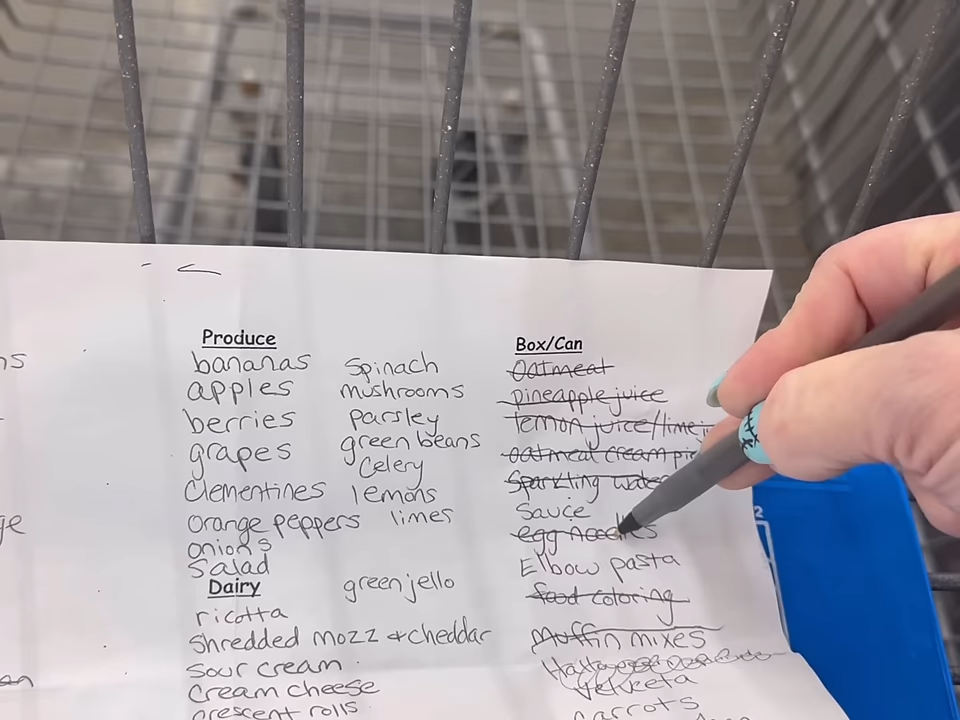 Produce
bananas
apples
berries
grapes
Clementines
orange peppers
onions
Salad
Spinach
mushrooms
parsley
green beans
Celery
lemons
limes
Dairy
green jello
ricotta
Shredded mozz + cheddar
sour cream
Cream cheese
crescent rolls
Box/Can
Oatmeal
pineapple juice
lemon juice/lime
oatmeal cream
Sparkling water
Sauce
egg noodles
Elbow pasta
food coloring
Muffin mixes
Velveeta
carrots